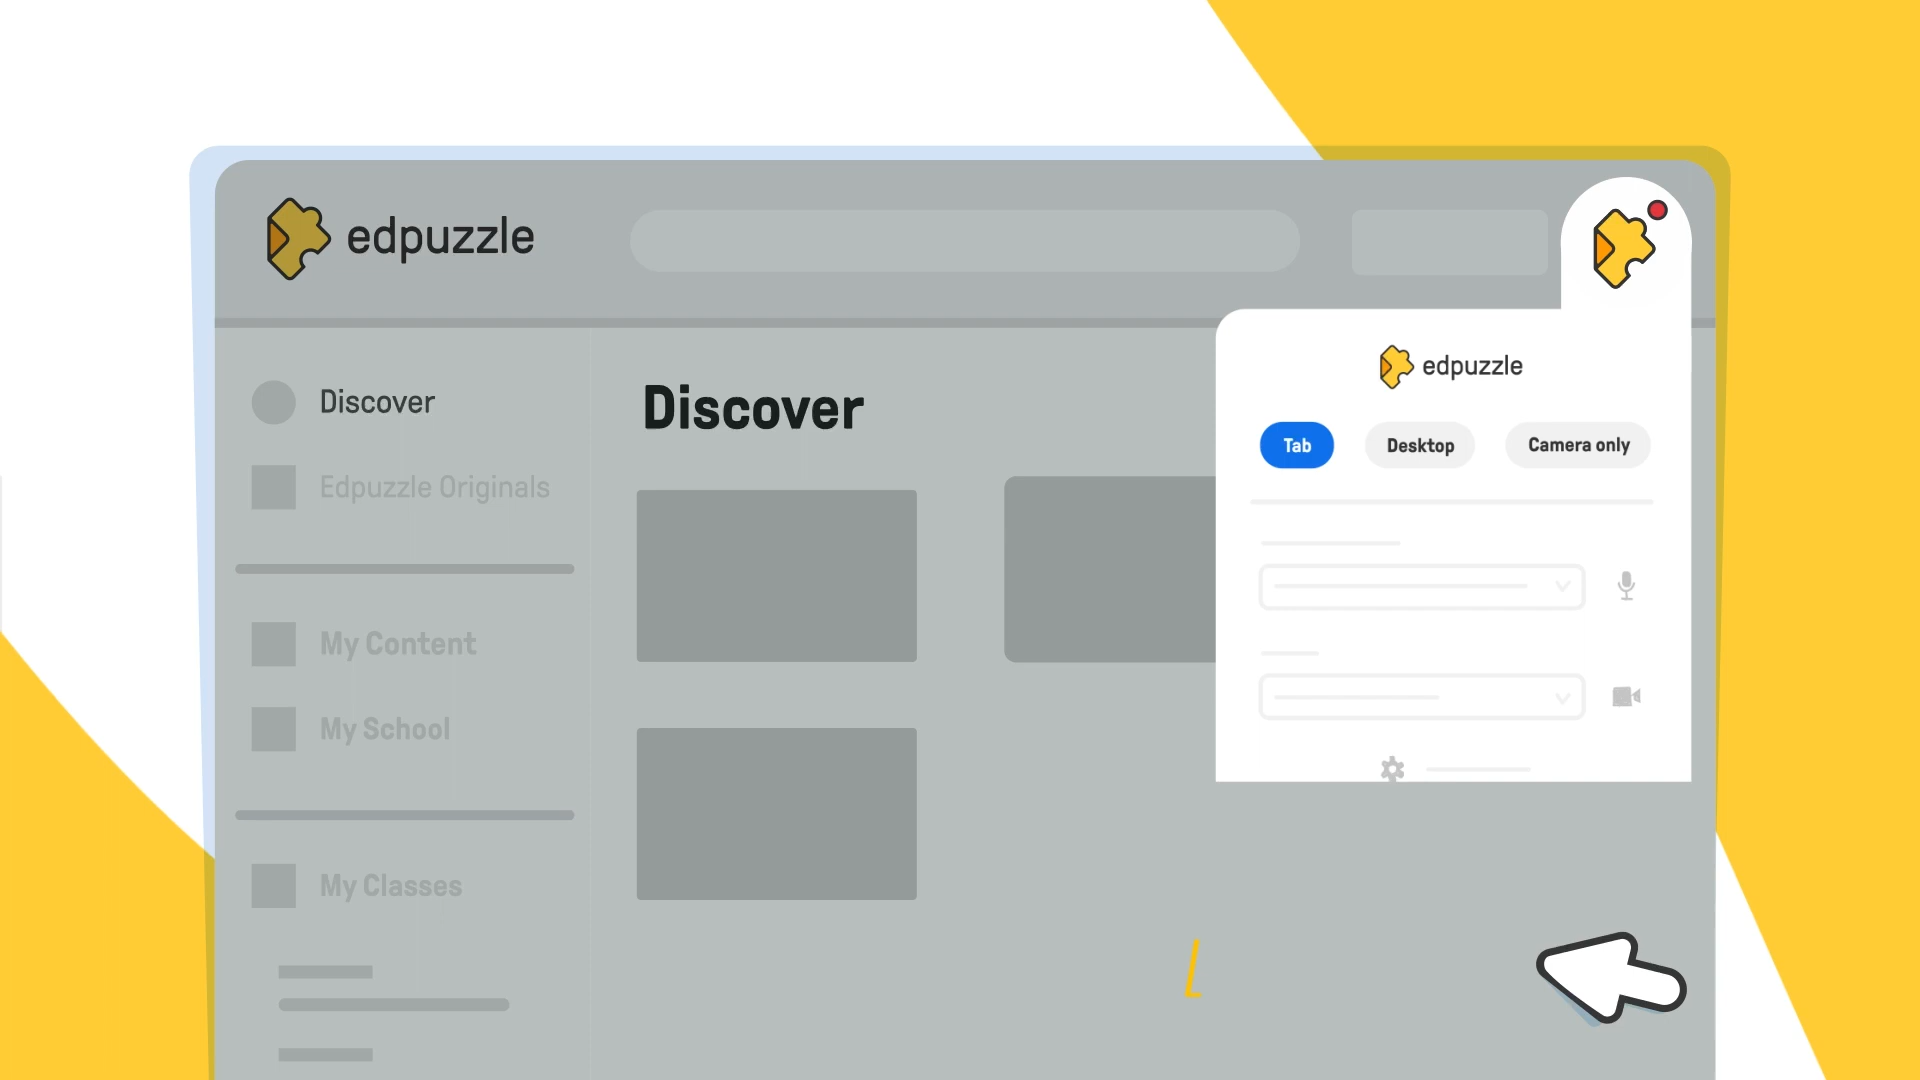 edpuzzle
Discover
Edpuzzle Originals
My Content
My School
My Classes
Discover
edpuzzle
Tab
Desktop
Camera only